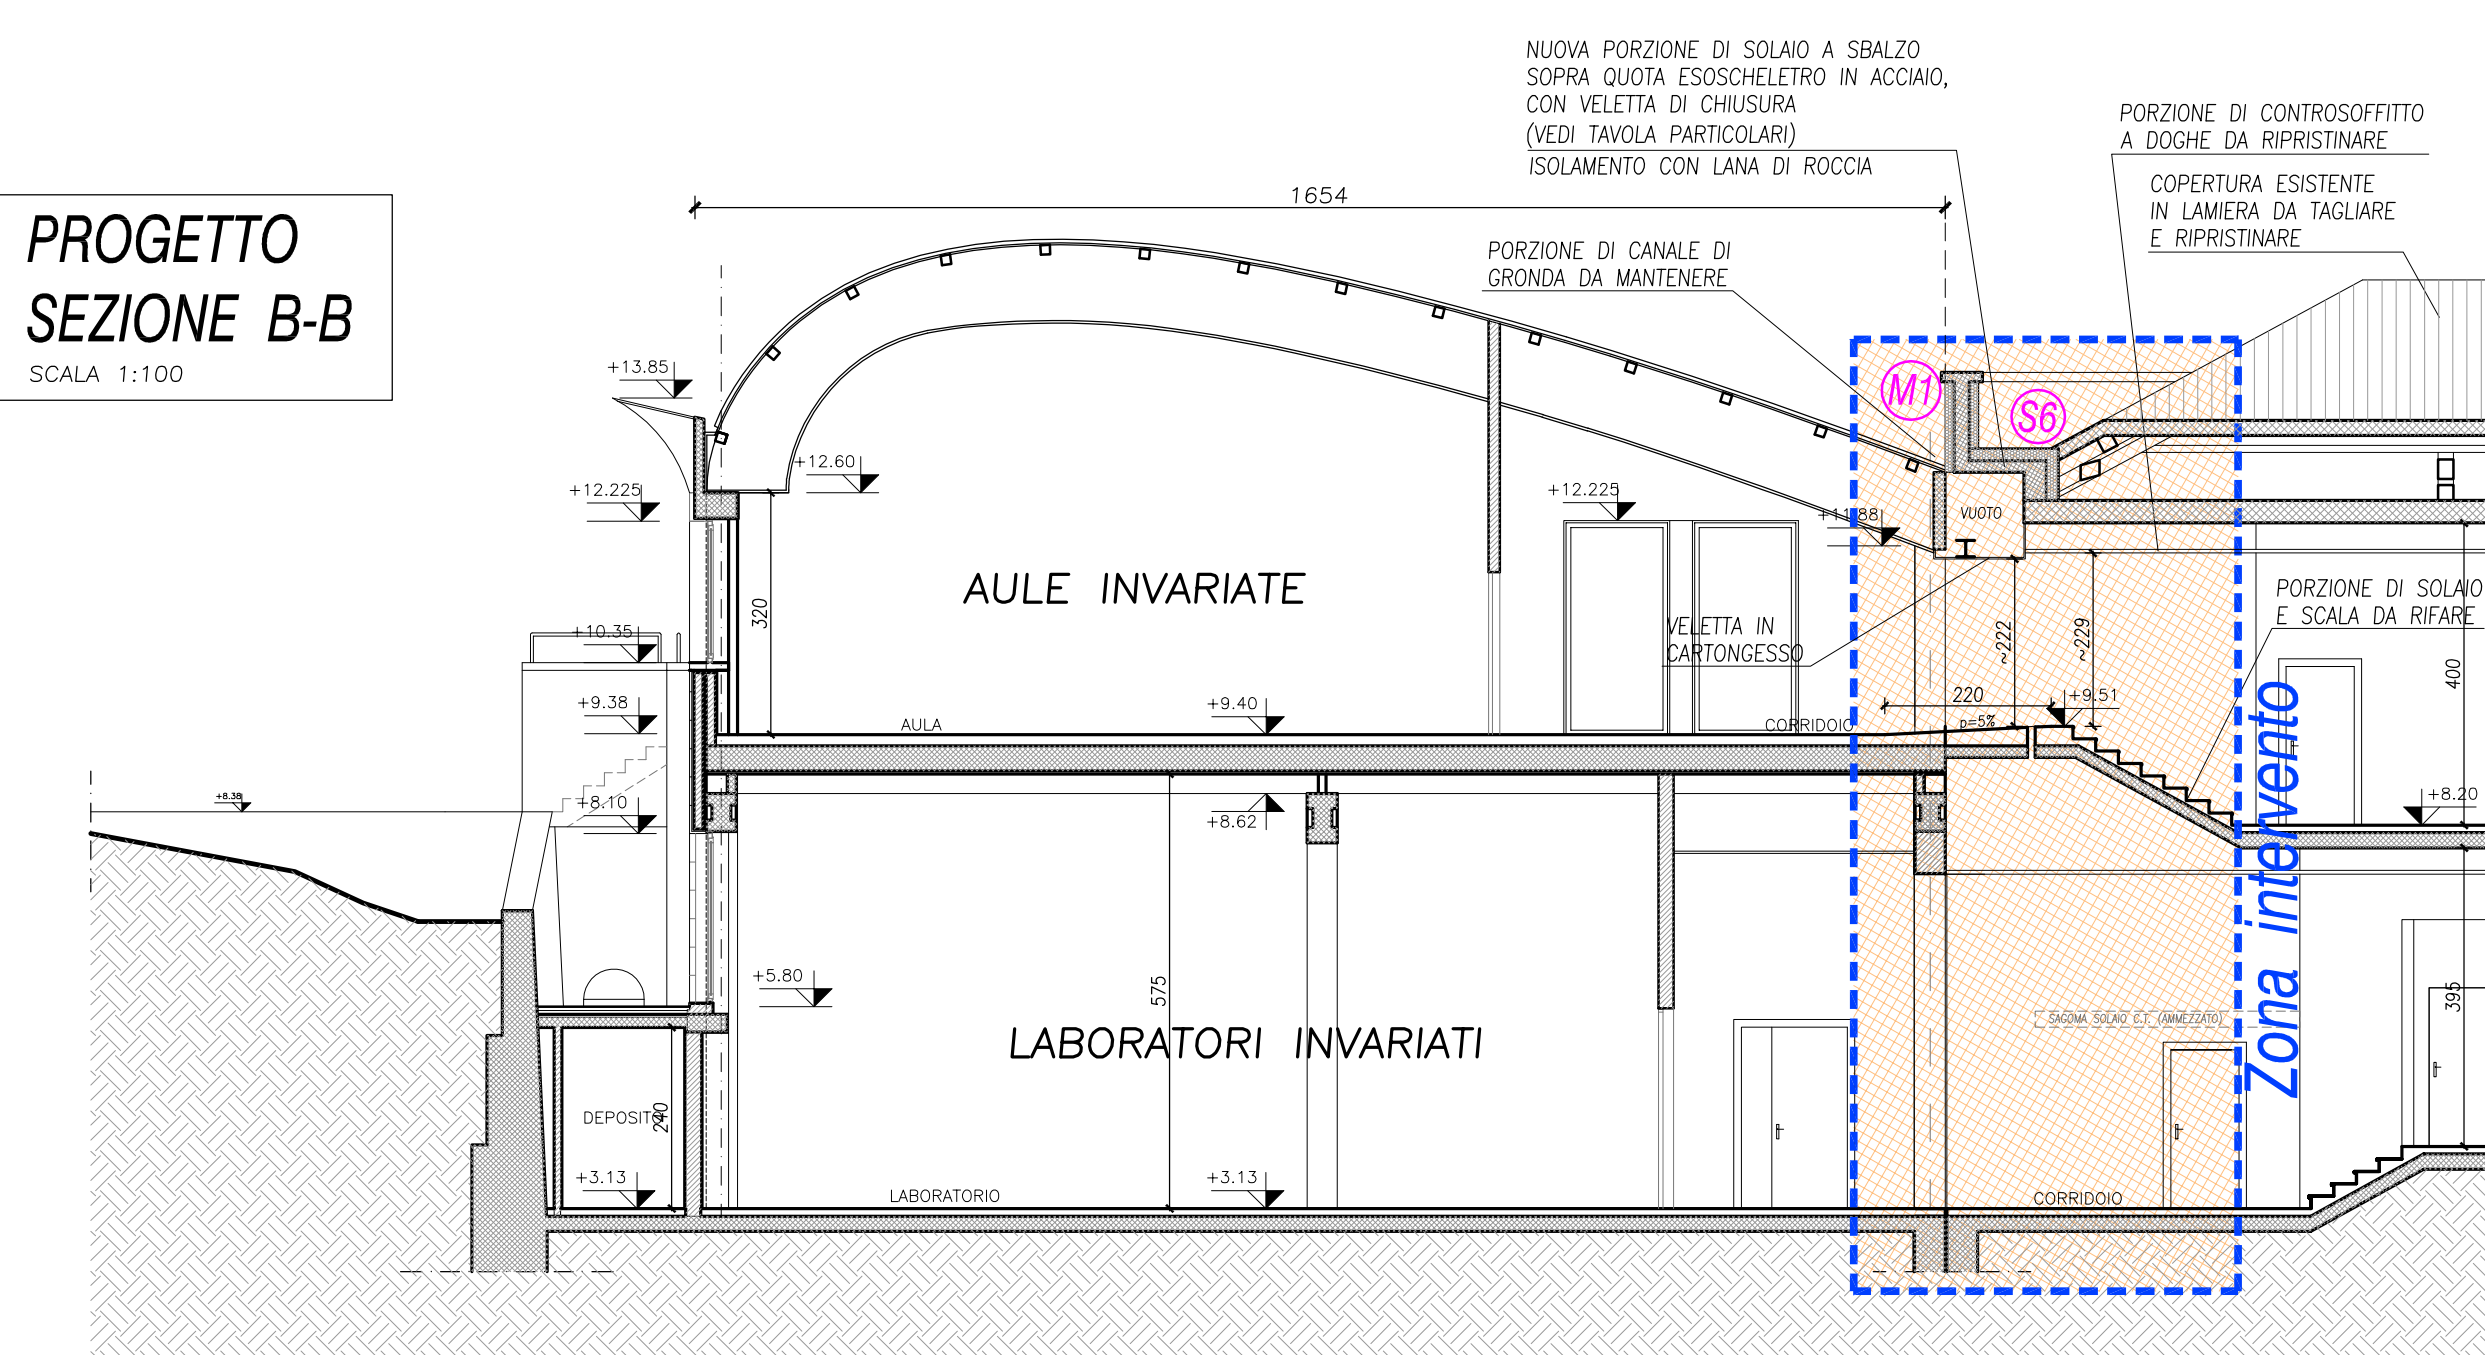 NUOVA PORZIONE DI SOLAIO A SBALZO
SOPRA QUOTA ESOSCHELETRO IN ACCIAIO,
CON VELETTA DI CHIUSURA
(VEDI TAVOLA PARTICOLARI)
ISOLAMENTO CON LANA DI ROCCIA
PORZIONE DI CONTROSOFFITTO
A DOGHE DA RIPRISTINARE
COPERTURA ESISTENTE
IN LAMIERA DA TAGLIARE
E RIPRISTINARE
1654
PROGETTO
SEZIONE B-B
SCALA 1:100
PORZIONE DI CANALE DI
GRONDA DA MANTENERE
+13.85
M1
S6
+12.60
+12.225
+12.225
+11.88
VUOTO
AULE INVARIATE
320
+10.35
VELETTA IN
CARTONGESSO
~222
~229
PORZIONE DI SOLAIO
E SCALA DA RIFARE
400
+9.38
+9.40
AULA
CORRIDOIO
220
p=5%
+9.51
+8.38
+8.10
+8.62
+8.20
Zona intervento
+5.80
575
395
LABORATORI INVARIATI
SAGOMA SOLAIO C.T. (AMMEZZATO)
DEPOSITO
240
+3.13
LABORATORIO
+3.13
CORRIDOIO